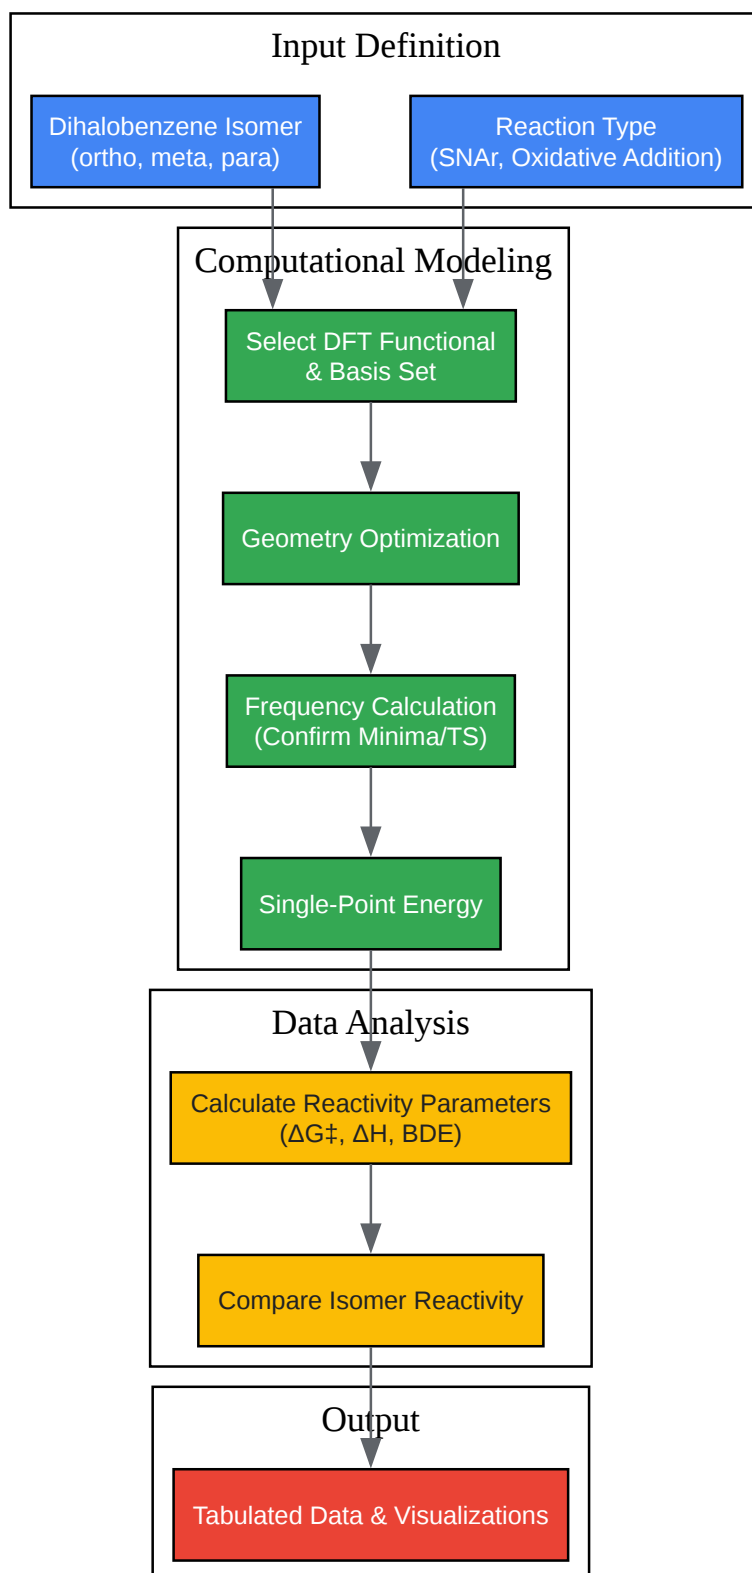 Input Definition
Dihalobenzene Isomer
(ortho, meta, para)
Reaction Type
(SNAr, Oxidative Addition)
Computational Modeling
Select DFT Functional
& Basis Set
Geometry Optimization
Frequency Calculation
(Confirm Minima/TS)
Single-Point Energy
Data Analysis
Calculate Reactivity Parameters
(ΔG‡, ΔH, BDE)
Compare Isomer Reactivity
Output
Tabulated Data & Visualizations